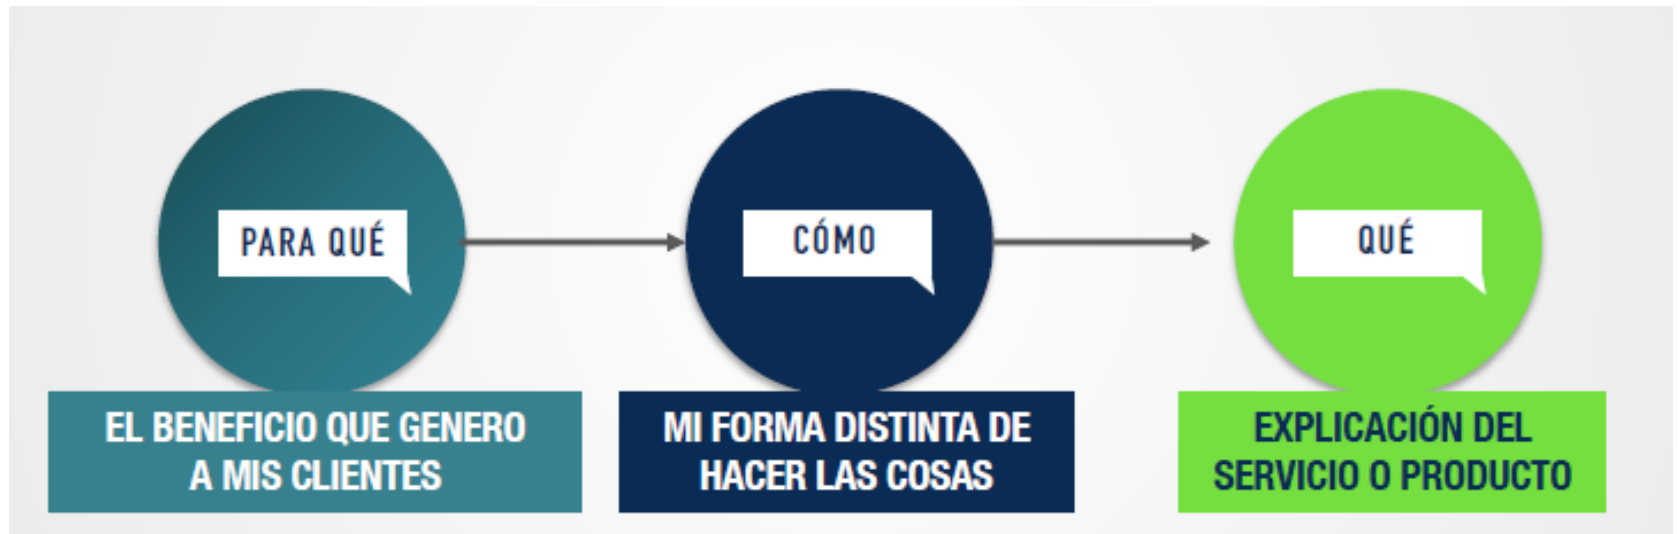 PARA QUÉ
CÓMO
QUÉ
EL BENEFICIO QUE GENERO
A MIS CLIENTES
MI FORMA DISTINTA DE
HACER LAS COSAS
EXPLICACIÓN DEL
SERVICIO O PRODUCTO